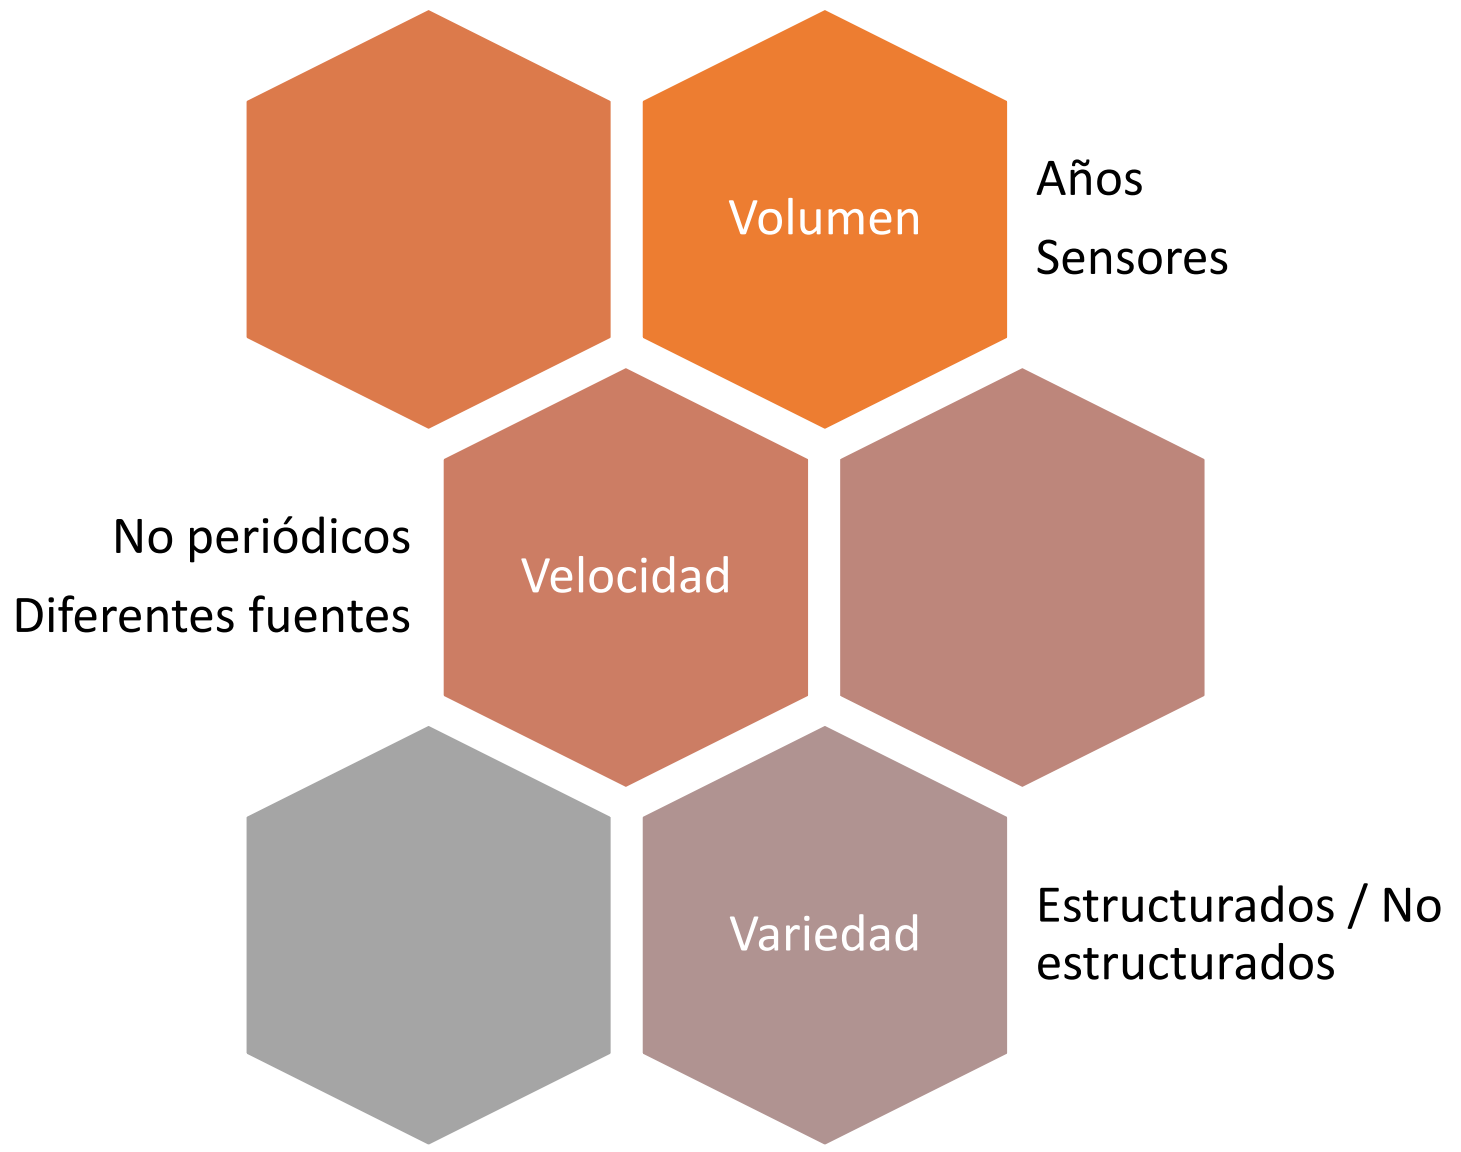 Volumen
Años
Sensores
No periódicos
Diferentes fuentes
Velocidad
Variedad
Estructurados / No
estructurados